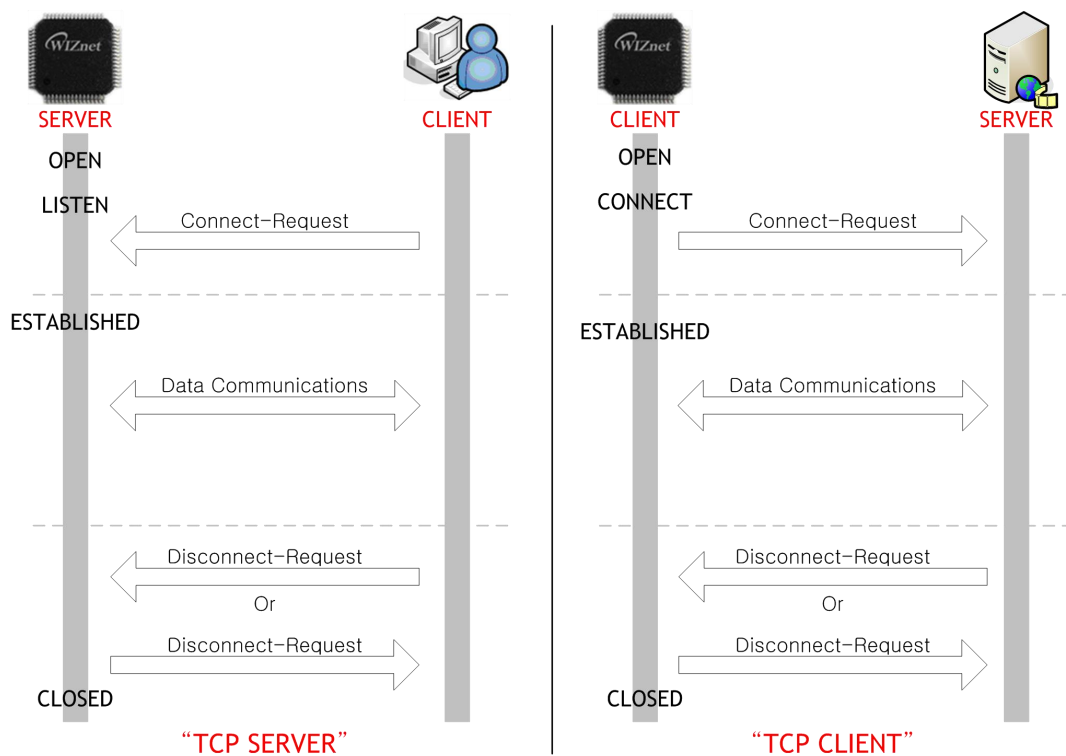 WIZnet
SERVER
CLIENT
OPEN
LISTEN
Connect-Request
ESTABLISHED
Data Communications
Disconnect-Request
Or
Disconnect-Request
CLOSED
“TCP SERVER”
WIZnet
CLIENT
SERVER
OPEN
CONNECT
Connect-Request
ESTABLISHED
Data Communications
Disconnect-Request
Or
Disconnect-Request
CLOSED
“TCP CLIENT”